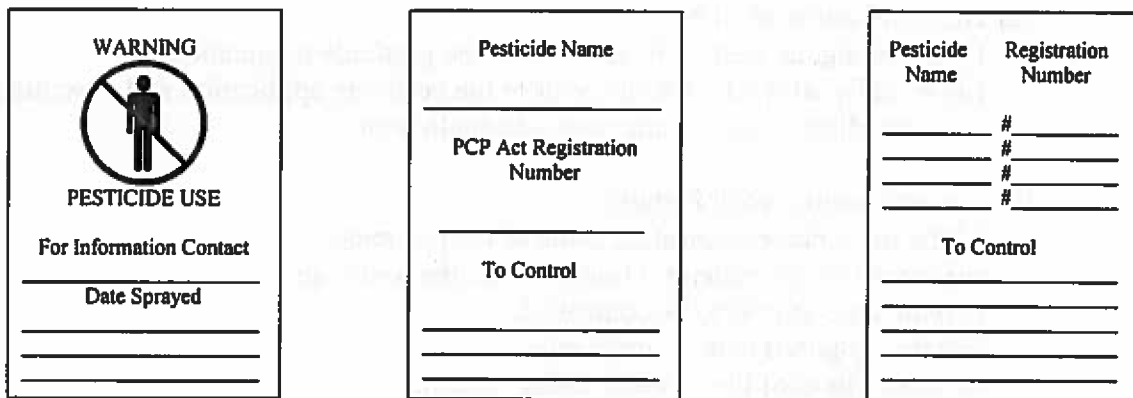 WARNING
PESTICIDE USE
For Information Contact
Date Sprayed
Pesticide Name
PCP Act Registration
Number
To Control
Pesticide Registration
Name Number
#
#
#
#
To Control